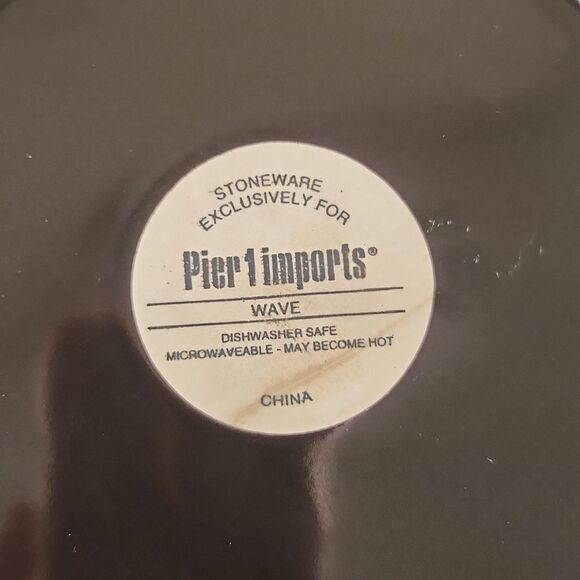 STONEWARE
EXCLUSIVELY FOR
Pier 1 imports®
WAVE
DISHWASHER SAFE
MICROWAVEABLE - MAY BECOME HOT
CHINA